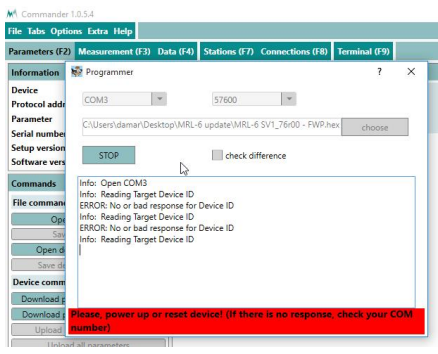 Commander 1.0.5.4
File Tabs Options Extra Help
Parameters (F2) Measurement (F3) Data (F4) Stations (F7) Connections (F8) Terminal (F9)
Information
Programmer ? X
Device
Protocol addr
Parameter
Serial number
Setup version
Software vers
COM3 57600
C:\Users\damar\Desktop\MRL-6 update\MRL-6 SV1_76r00 - FWP.hex choose
STOP check difference
Commands
File comman
Ope
Sav
Open d
Save de
Device comm
Download p
Download p
Upload
Upload all parameters
Info: Open COM3
Info: Reading Target Device ID
ERROR: No or bad response for Device ID
Info: Reading Target Device ID
ERROR: No or bad response for Device ID
Info: Reading Target Device ID
Please, power up or reset device! (If there is no response, check your COM
number)